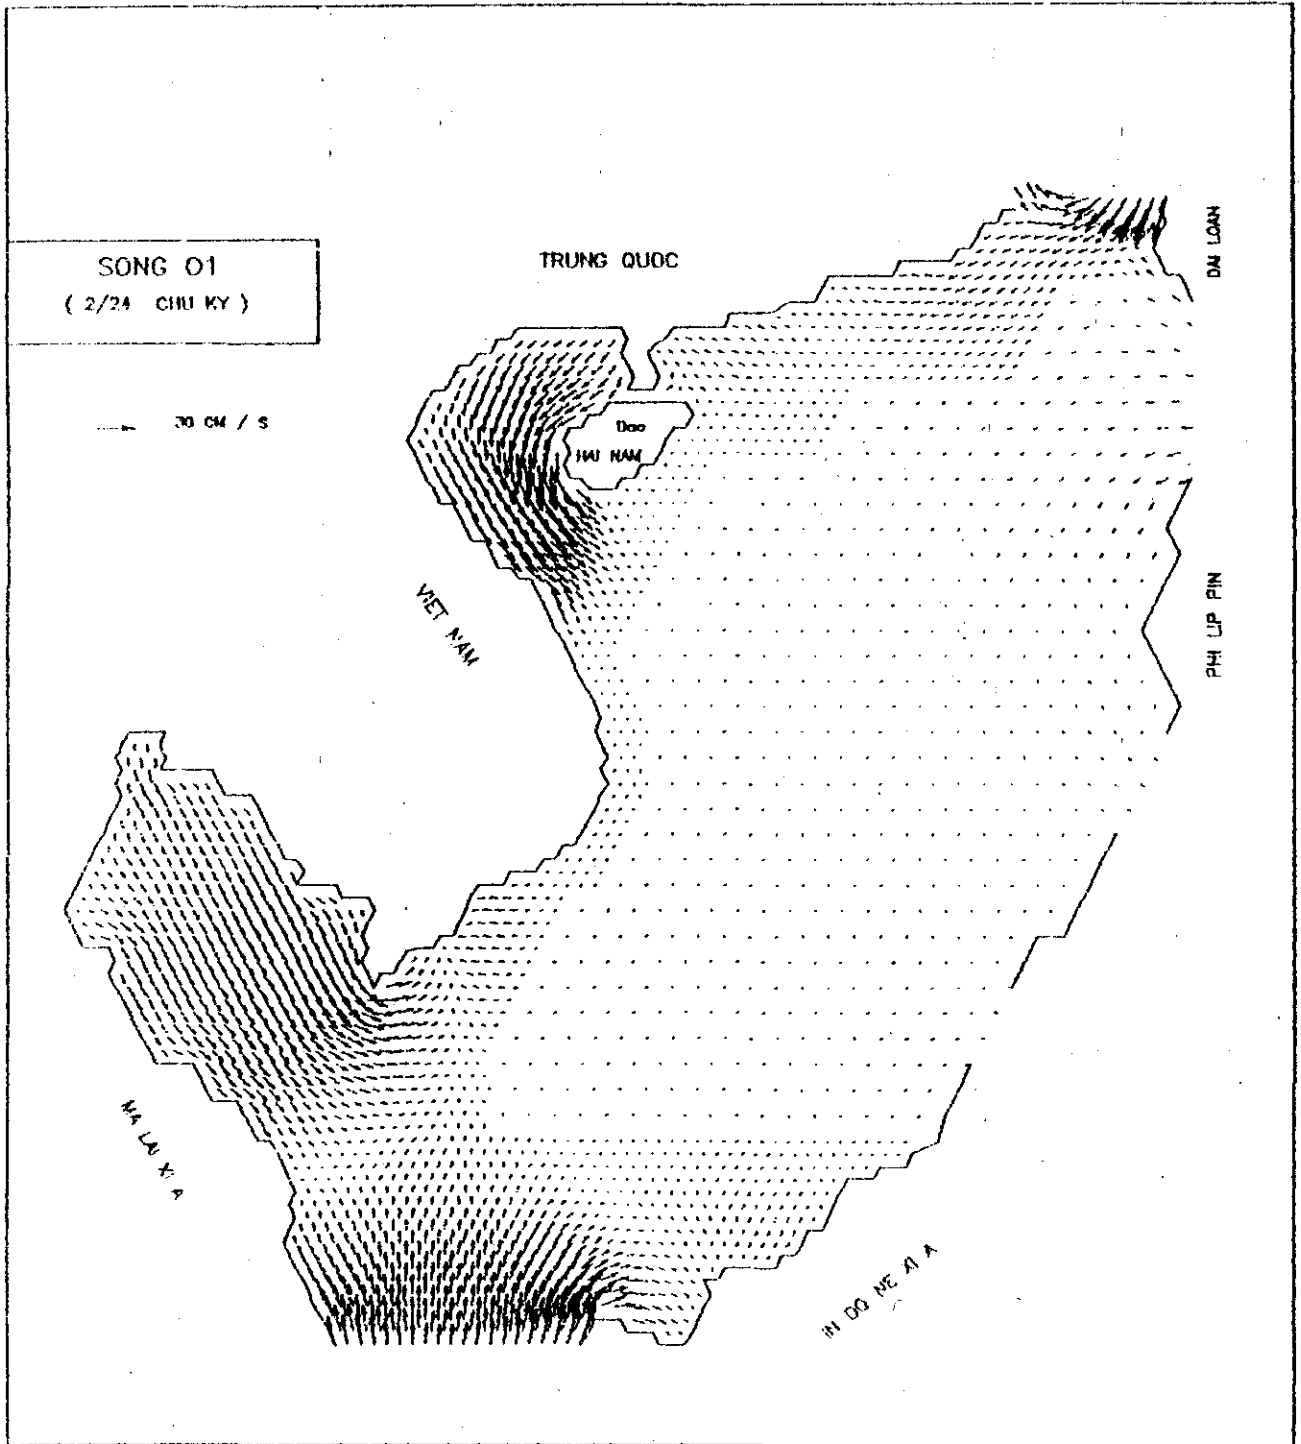 SONG O1
( 2/24 CHU KY )
TRUNG QUOC
DAI LOAN
30 CM / S
Dao
HAI NAM
VIET NAM
PHI LIP PIN
MA LAI XI A
IN DO NE XI A